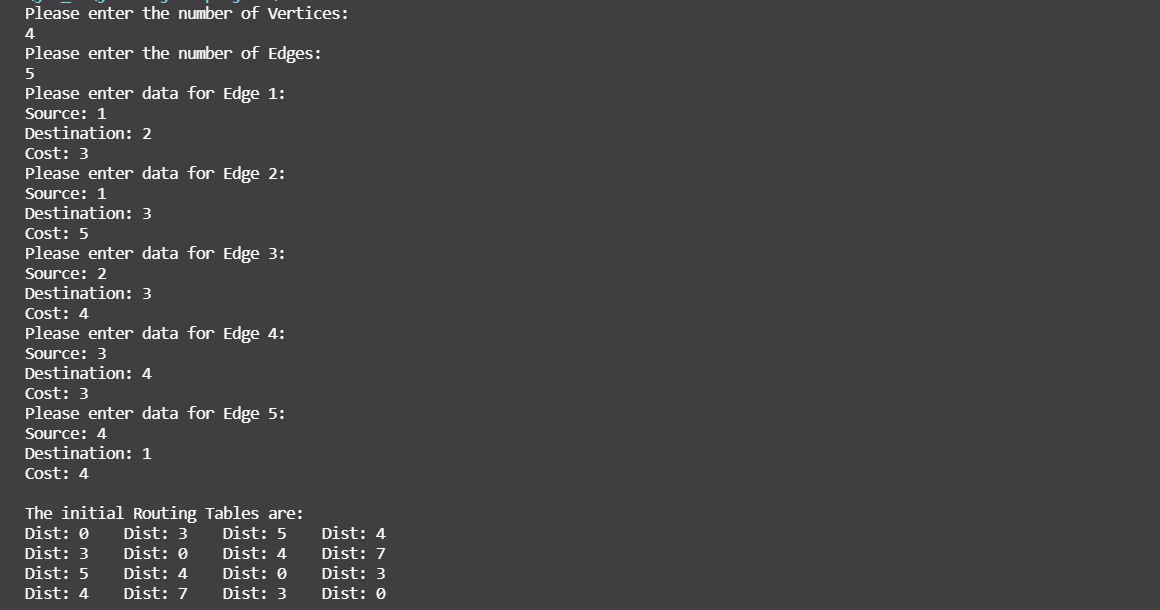 Please enter the number of Vertices:
4
Please enter the number of Edges:
5
Please enter data for Edge 1:
Source: 1
Destination: 2
Cost: 3
Please enter data for Edge 2:
Source: 1
Destination: 3
Cost: 5
Please enter data for Edge 3:
Source: 2
Destination: 3
Cost: 4
Please enter data for Edge 4:
Source: 3
Destination: 4
Cost: 3
Please enter data for Edge 5:
Source: 4
Destination: 1
Cost: 4
The initial Routing Tables are:
Dist: 0    Dist: 3    Dist: 5    Dist: 4
Dist: 3    Dist: 0    Dist: 4    Dist: 7
Dist: 5    Dist: 4    Dist: 0    Dist: 3
Dist: 4    Dist: 7    Dist: 3    Dist: 0